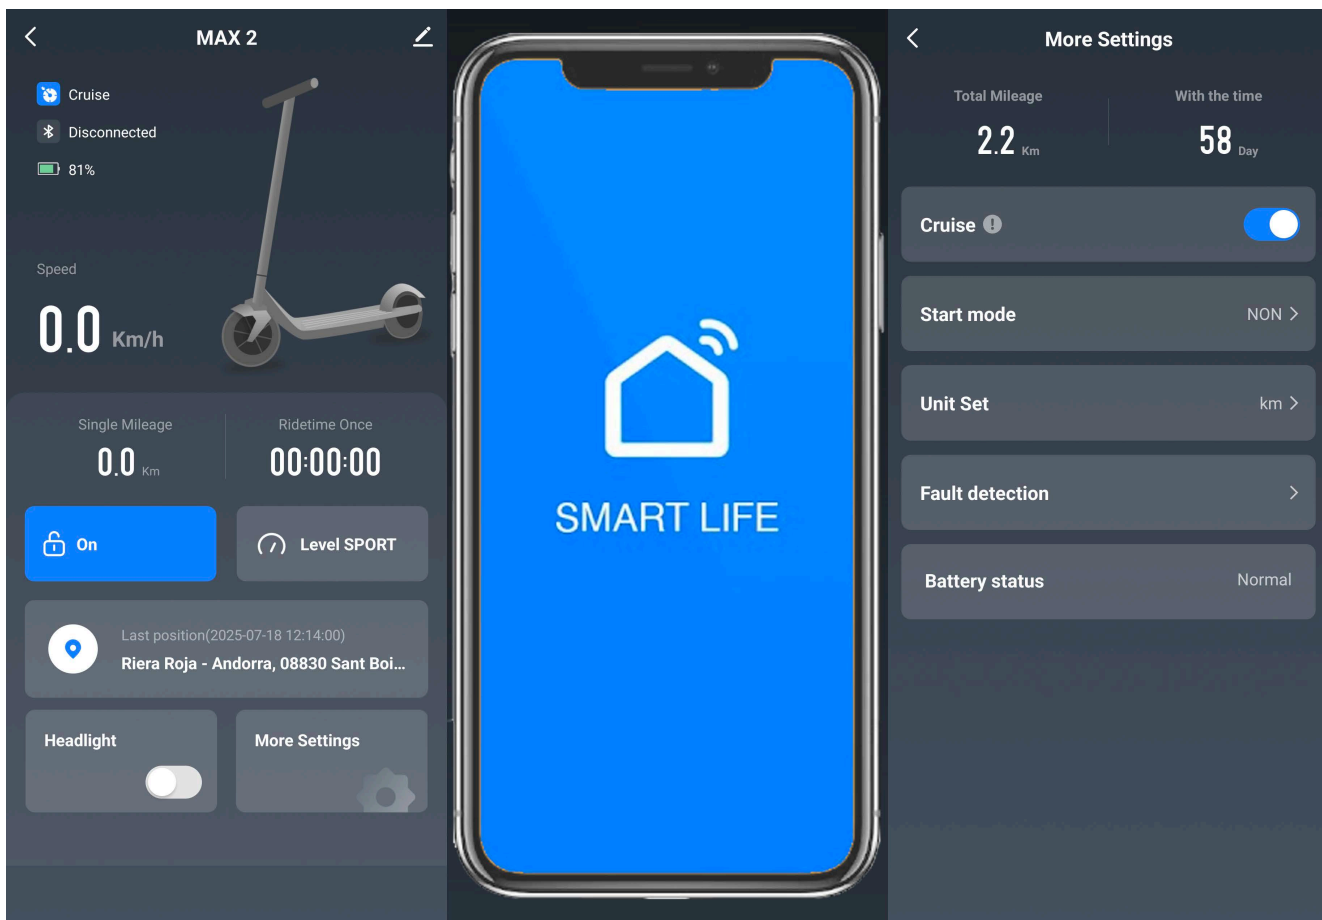 MAX 2
Cruise
Disconnected
81%
Speed
0.0 Km/h
Single Mileage
0.0 Km
Ridetime Once
00:00:00
On
Level SPORT
Last position(2025-07-18 12:14:00)
Riera Roja - Andorra, 08830 Sant Boi...
Headlight
More Settings
SMART LIFE
More Settings
Total Mileage
2.2 Km
With the time
58 Day
Cruise
Start mode
NON
Unit Set
km
Fault detection
Battery status
Normal